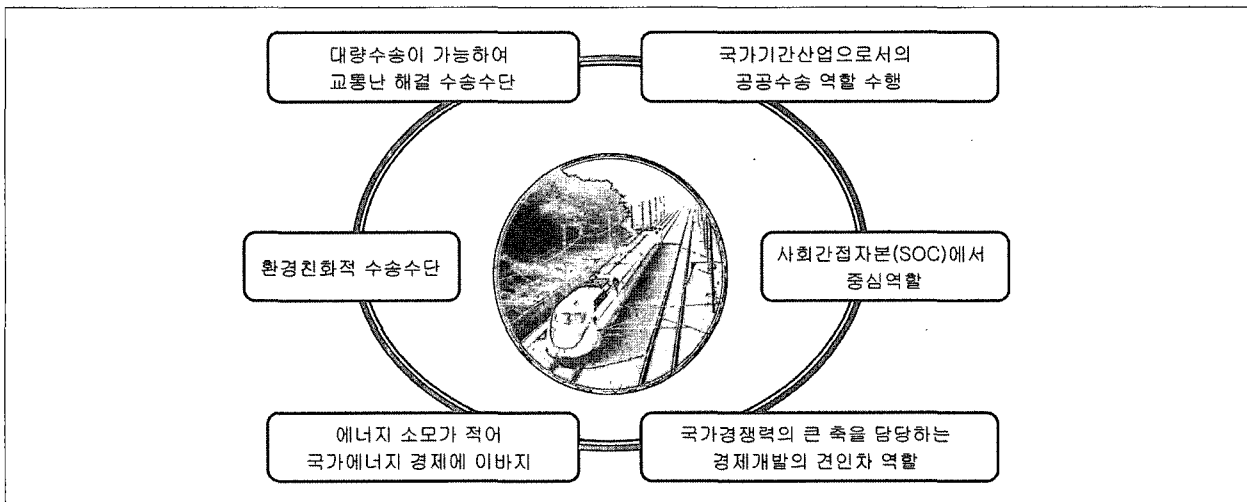 대량수송이 가능하여
교통난 해결 수송수단
국가기간산업으로서의
공공수송 역할 수행
환경친화적 수송수단
사회간접자본(SOC)에서
중심역할
에너지 소모가 적어
국가에너지 경제에 이바지
국가경쟁력의 큰 축을 담당하는
경제개발의 견인차 역할